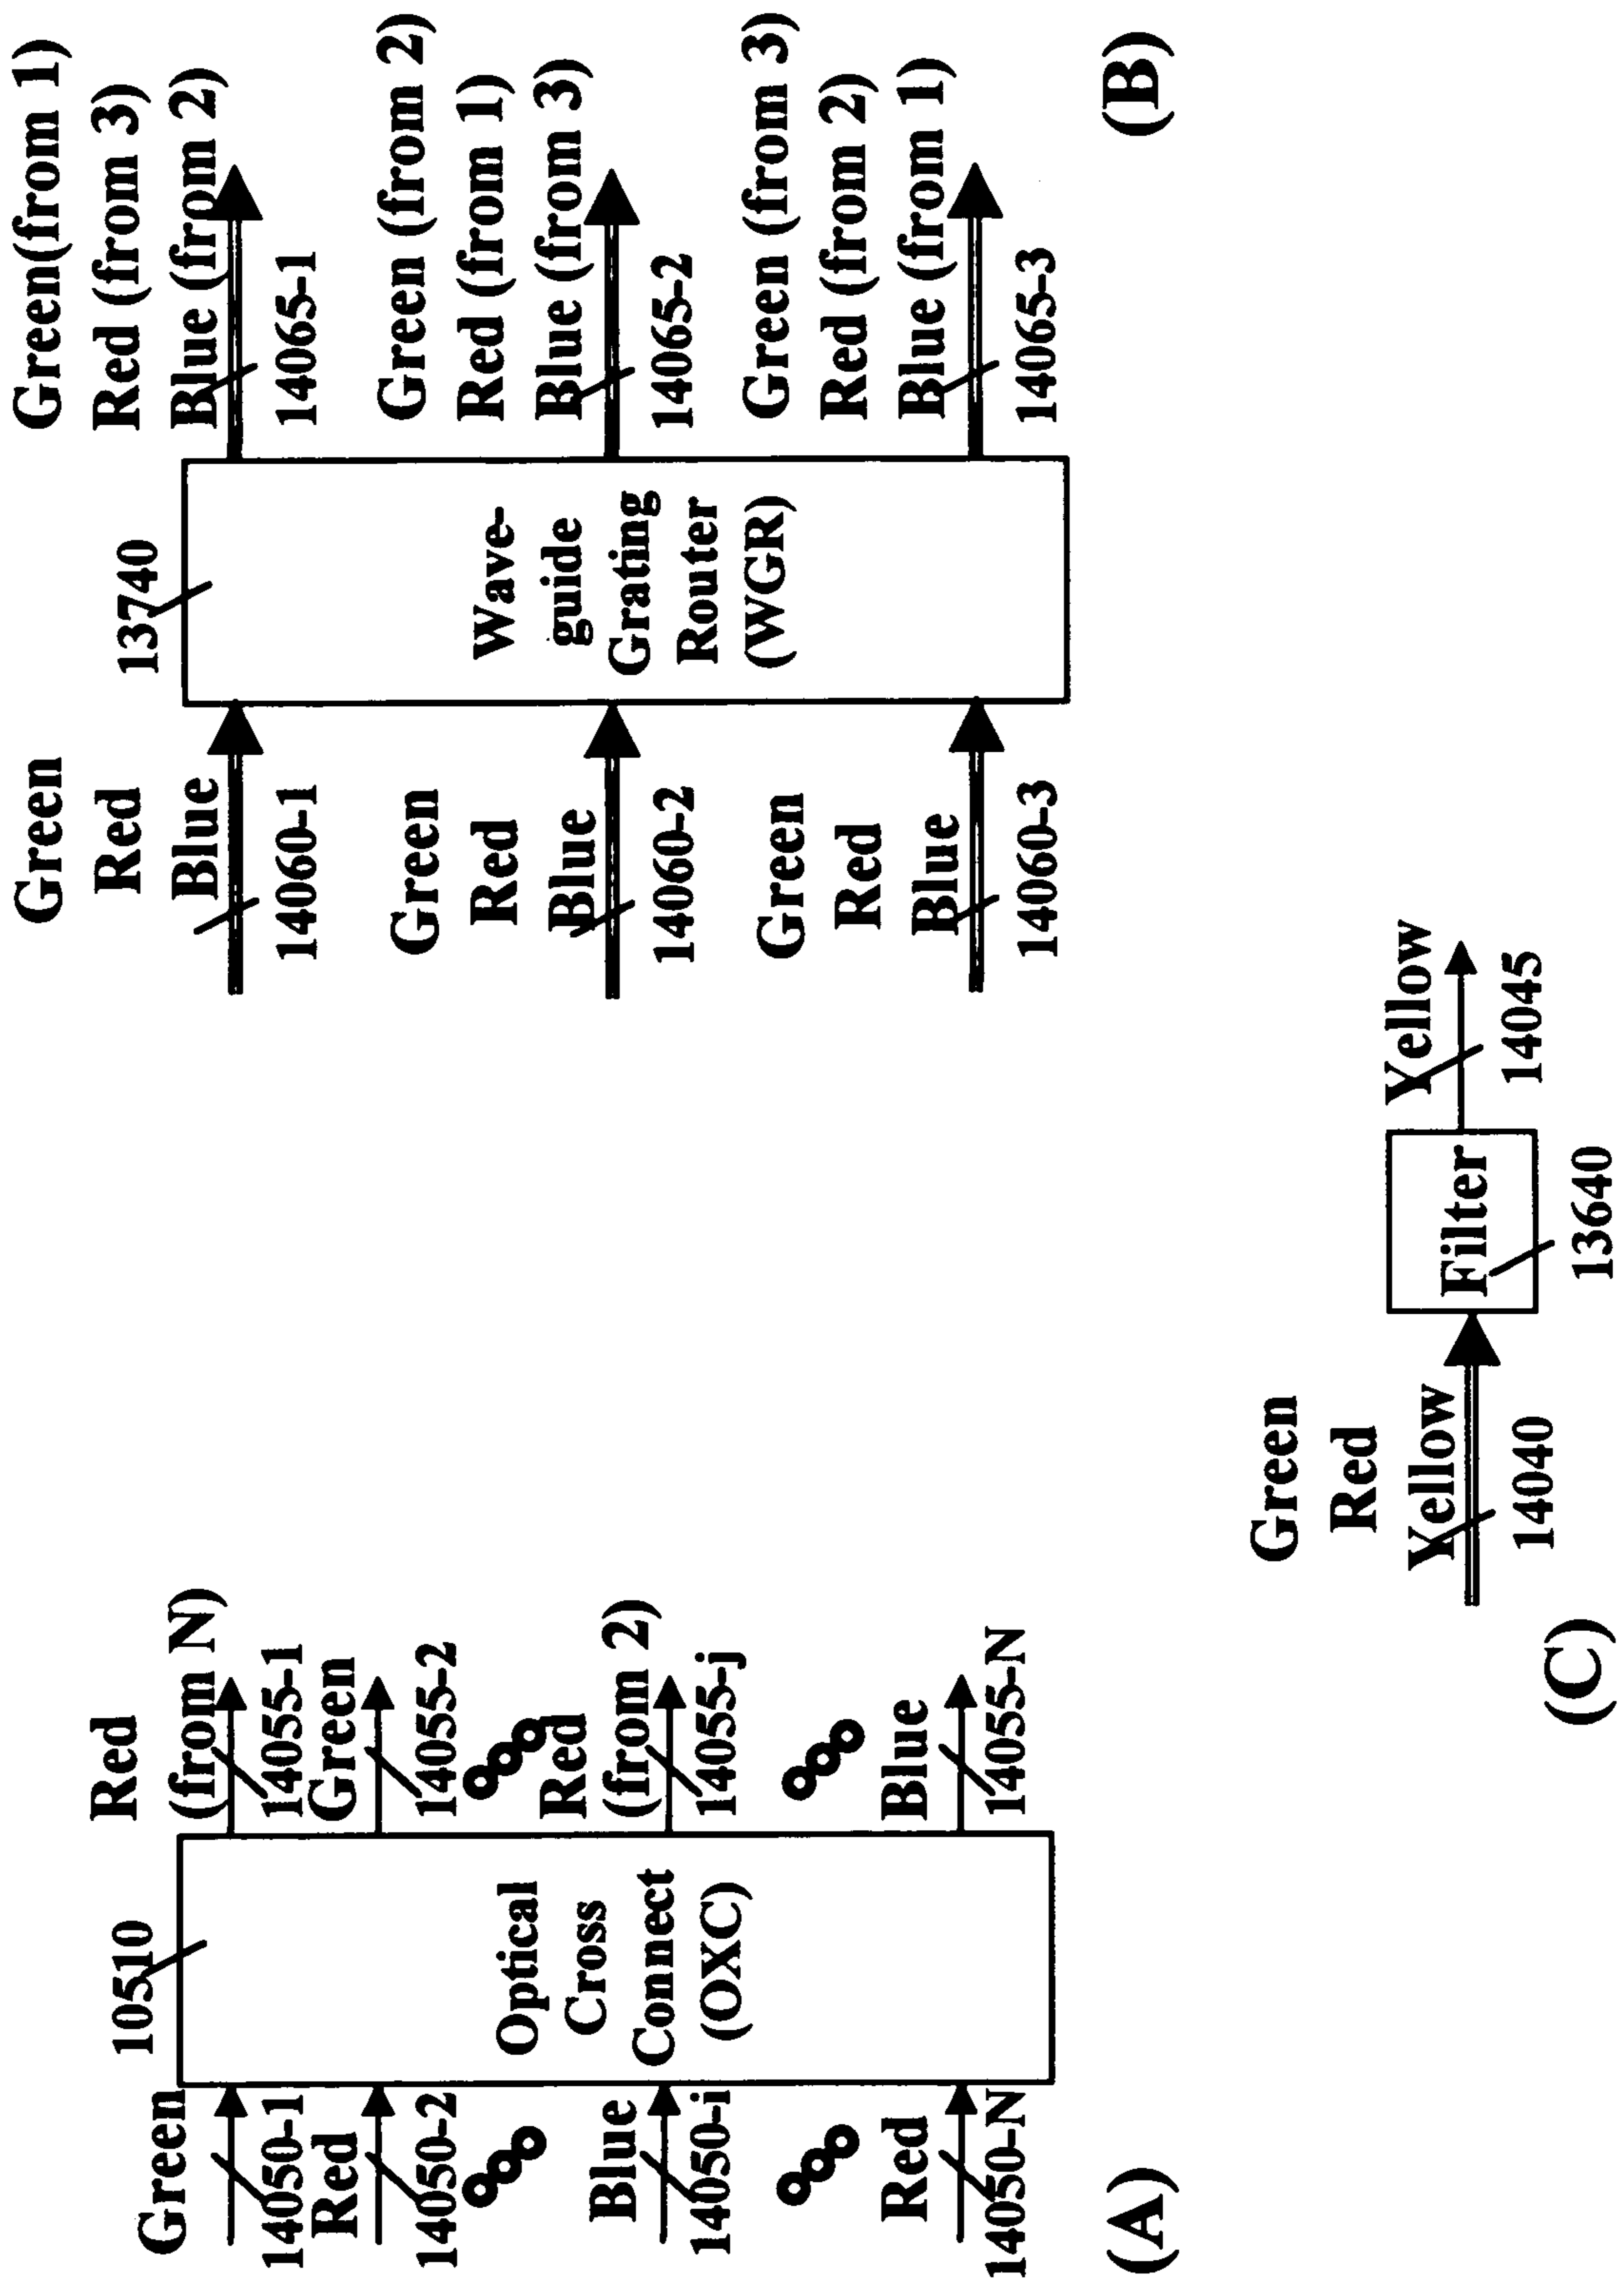 10510
Green
14050-1
Red
14050-2
Blue
14050-i
Red
14050-N
Optical
Cross
Connect
(OXC)
Red
(from N)
14055-1
Green
14055-2
Red
(from 2)
14055-j
Blue
14055-N
(A)
13740
Green
Red
Blue
14060-1
Green
Red
Blue
14060-2
Green
Red
Blue
14060-3
Wave-
guide
Grating
Router
(WGR)
Green(from 1)
Red (from 3)
Blue (from 2)
14065-1
Green (from 2)
Red (from 1)
Blue (from 3)
14065-2
Green (from 3)
Red (from 2)
Blue (from 1)
14065-3
(B)
Green
Red
Yellow
14040
Filter
13640
Yellow
14045
(C)